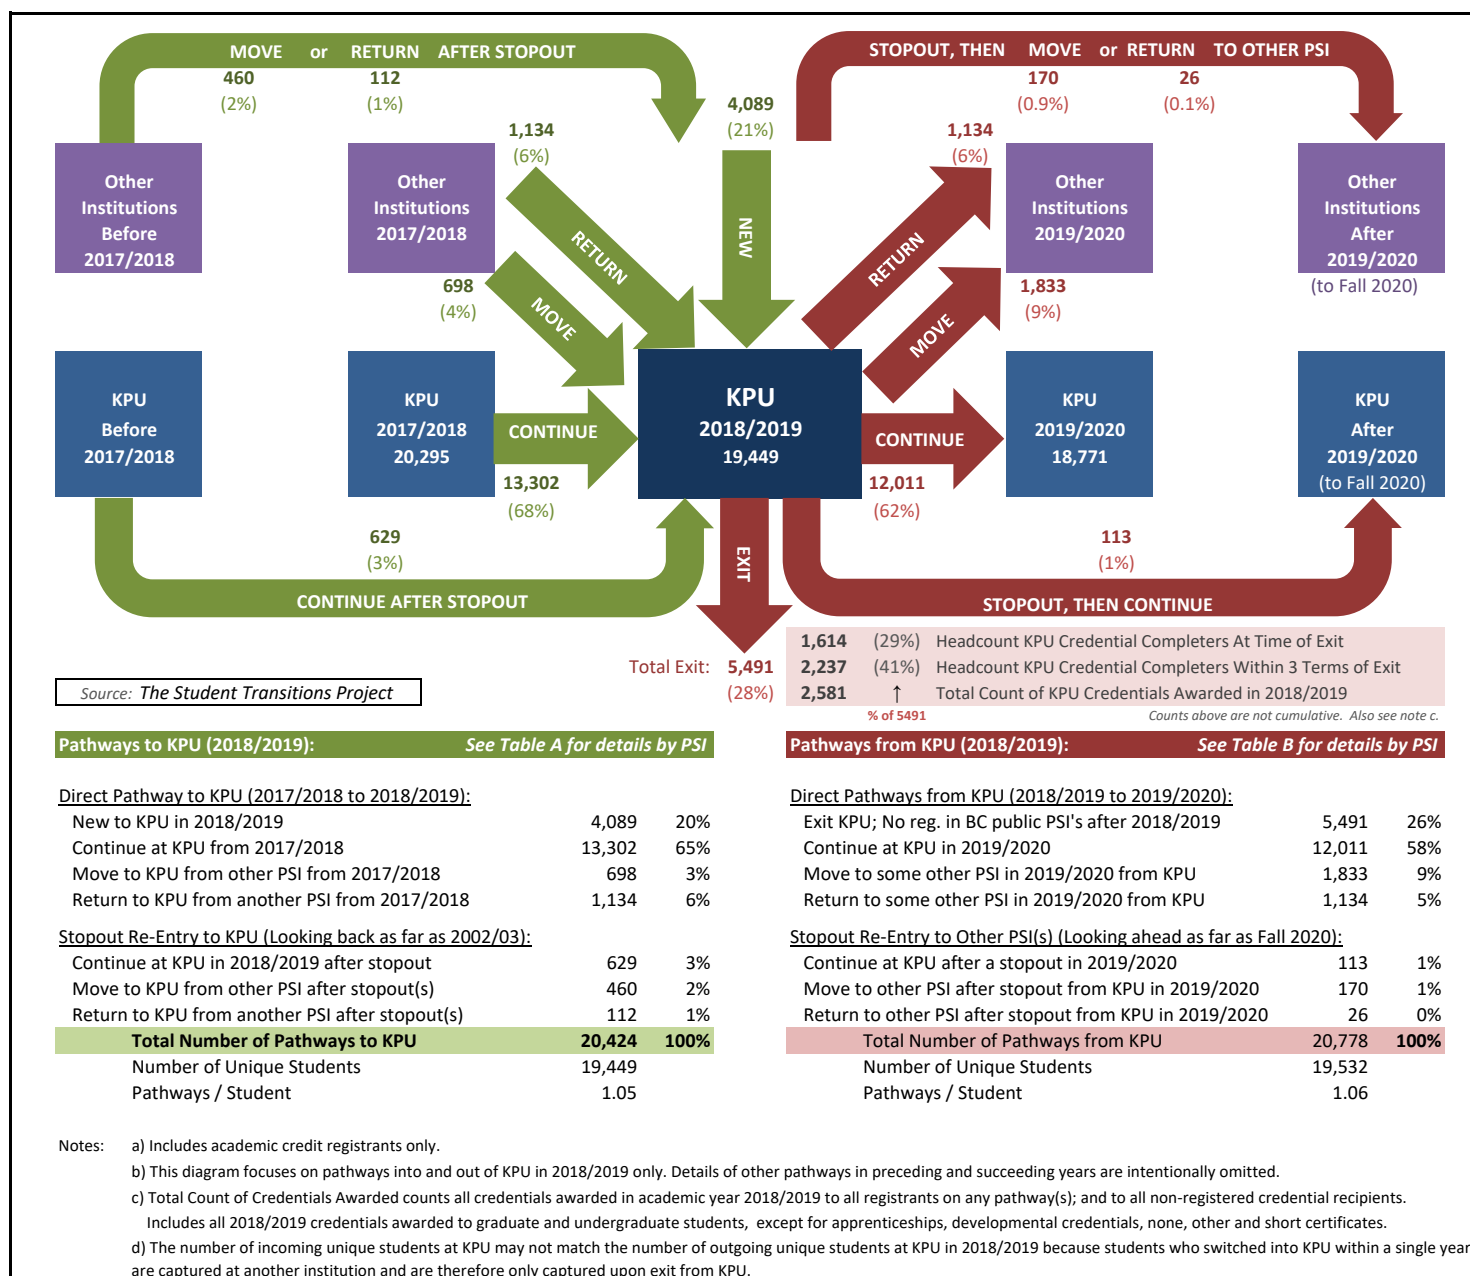 MOVE or RETURN AFTER STOPOUT
460 112
(2%) (1%)
STOPOUT, THEN MOVE or RETURN TO OTHER PSI
170 26
(0.9%) (0.1%)
4,089
(21%)
1,134
(6%)
1,134
(6%)
Other
Institutions
Before
2017/2018
Other
Institutions
2017/2018
RETURN
NEW
RETURN
Other
Institutions
2019/2020
Other
Institutions
After
2019/2020
(to Fall 2020)
698
(4%)
MOVE
MOVE
1,833
(9%)
KPU
Before
2017/2018
KPU
2017/2018
20,295
CONTINUE
13,302
(68%)
KPU
2018/2019
19,449
CONTINUE
12,011
(62%)
KPU
2019/2020
18,771
KPU
After
2019/2020
(to Fall 2020)
629
(3%)
CONTINUE AFTER STOPOUT
EXIT
113
(1%)
STOPOUT, THEN CONTINUE
Total Exit: 5,491
(28%)
1,614 (29%) Headcount KPU Credential Completers At Time of Exit
2,237 (41%) Headcount KPU Credential Completers Within 3 Terms of Exit
2,581 ↑ Total Count of KPU Credentials Awarded in 2018/2019
% of 5491 Counts above are not cumulative. Also see note c.
Source: The Student Transitions Project
Pathways to KPU (2018/2019): See Table A for details by PSI
Direct Pathway to KPU (2017/2018 to 2018/2019):
New to KPU in 2018/2019 4,089 20%
Continue at KPU from 2017/2018 13,302 65%
Move to KPU from other PSI from 2017/2018 698 3%
Return to KPU from another PSI from 2017/2018 1,134 6%
Stopout Re-Entry to KPU (Looking back as far as 2002/03):
Continue at KPU in 2018/2019 after stopout 629 3%
Move to KPU from other PSI after stopout(s) 460 2%
Return to KPU from another PSI after stopout(s) 112 1%
Total Number of Pathways to KPU 20,424 100%
Number of Unique Students 19,449
Pathways / Student 1.05
Pathways from KPU (2018/2019): See Table B for details by PSI
Direct Pathways from KPU (2018/2019 to 2019/2020):
Exit KPU; No reg. in BC public PSI's after 2018/2019 5,491 26%
Continue at KPU in 2019/2020 12,011 58%
Move to some other PSI in 2019/2020 from KPU 1,833 9%
Return to some other PSI in 2019/2020 from KPU 1,134 5%
Stopout Re-Entry to Other PSI(s) (Looking ahead as far as Fall 2020):
Continue at KPU after a stopout in 2019/2020 113 1%
Move to other PSI after stopout from KPU in 2019/2020 170 1%
Return to other PSI after stopout from KPU in 2019/2020 26 0%
Total Number of Pathways from KPU 20,778 100%
Number of Unique Students 19,532
Pathways / Student 1.06
Notes: a) Includes academic credit registrants only.
b) This diagram focuses on pathways into and out of KPU in 2018/2019 only. Details of other pathways in preceding and succeeding years are intentionally omitted.
c) Total Count of Credentials Awarded counts all credentials awarded in academic year 2018/2019 to all registrants on any pathway(s); and to all non-registered credential recipients.
Includes all 2018/2019 credentials awarded to graduate and undergraduate students, except for apprenticeships, developmental credentials, none, other and short certificates.
d) The number of incoming unique students at KPU may not match the number of outgoing unique students at KPU in 2018/2019 because students who switched into KPU within a single year
are captured at another institution and are therefore only captured upon exit from KPU.